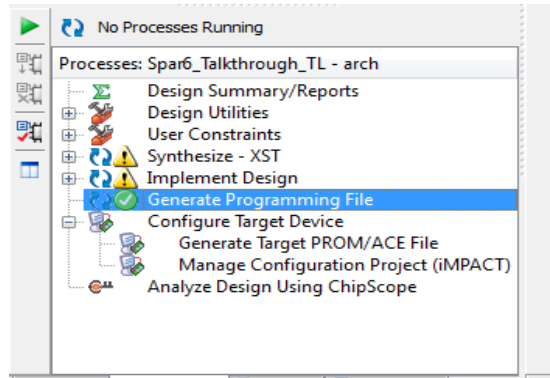 No Processes Running
Processes: Spar6_Talkthrough_TL - arch
Design Summary/Reports
Design Utilities
User Constraints
Synthesize - XST
Implement Design
Generate Programming File
Configure Target Device
Generate Target PROM/ACE File
Manage Configuration Project (iMPACT)
Analyze Design Using ChipScope